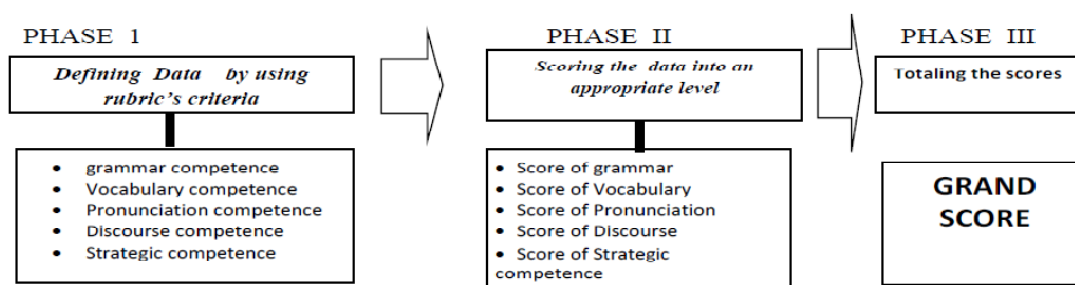 PHASE 1
Defining Data by using
rubric's criteria
• grammar competence
• Vocabulary competence
• Pronunciation competence
• Discourse competence
• Strategic competence
PHASE II
Scoring the data into an
appropriate level
• Score of grammar
• Score of Vocabulary
• Score of Pronunciation
• Score of Discourse
• Score of Strategic
competence
PHASE III
Totaling the scores
GRAND
SCORE